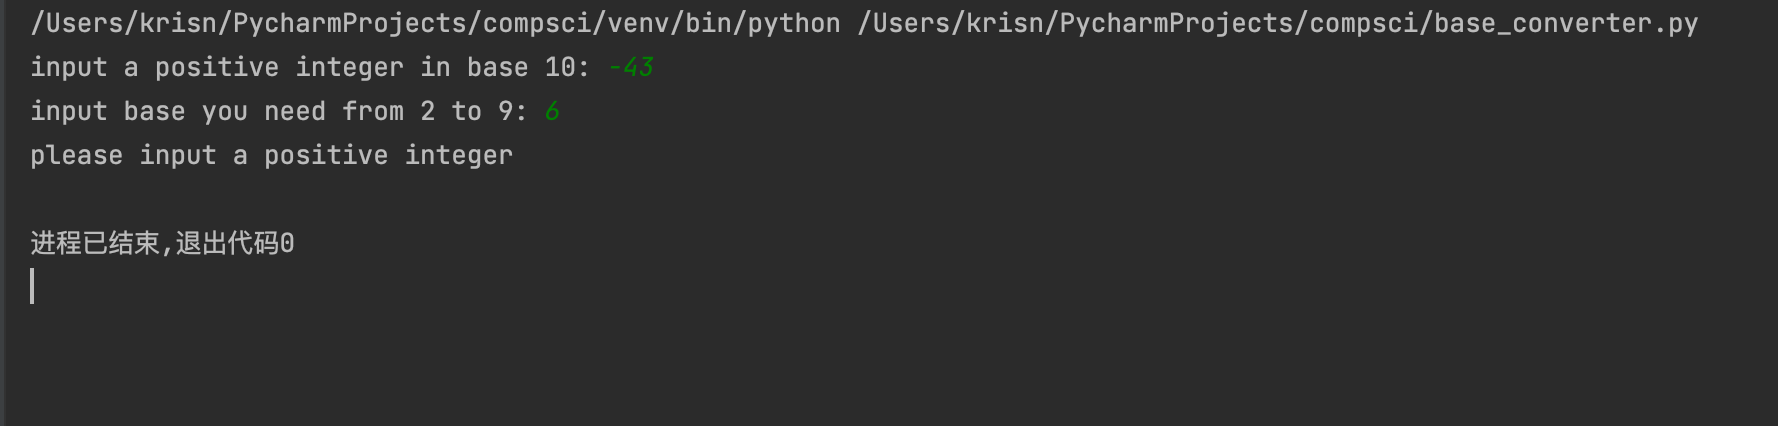 /Users/krisn/PycharmProjects/compsci/venv/bin/python /Users/krisn/PycharmProjects/compsci/base_converter.py
input a positive integer in base 10: -43
input base you need from 2 to 9: 6
please input a positive integer
进程已结束,退出代码0